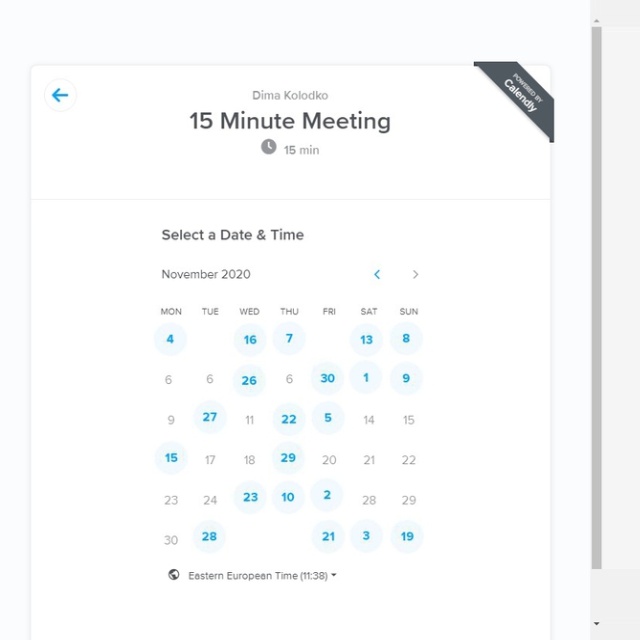 POWERED BY
Calendly
Dima Kolodko
15 Minute Meeting
15 min
Select a Date & Time
November 2020
MON TUE WED THU FRI SAT SUN
4 16 7 13 8
6 6 26 6 30 1 9
9 27 11 22 5 14 15
15 17 18 29 20 21 22
23 24 23 10 2 28 29
30 28 21 3 19
Eastern European Time (11:38)